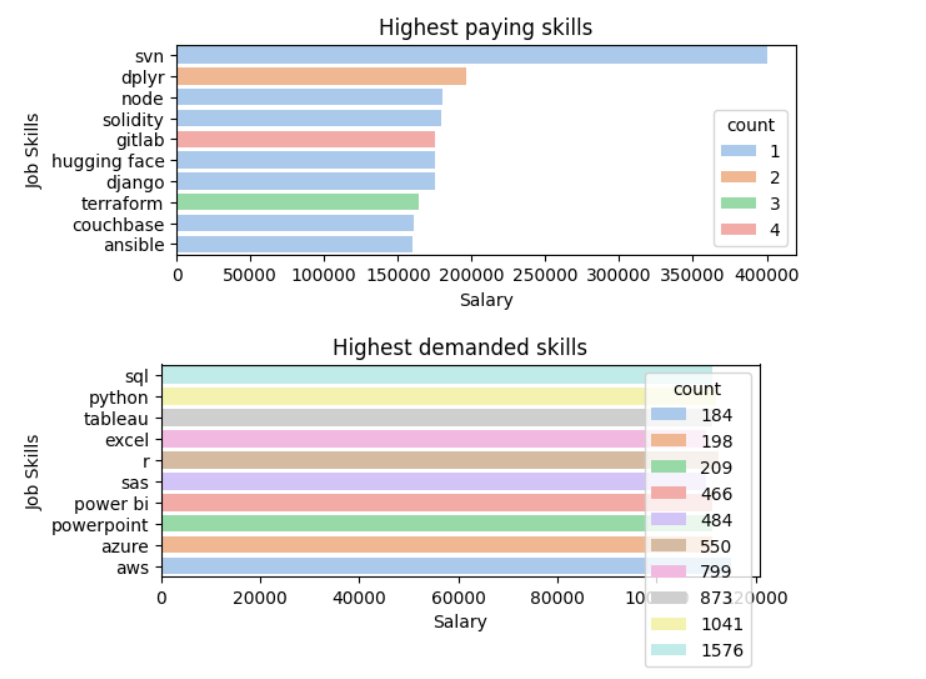 Highest paying skills
Job Skills
svn
dplyr
node
solidity
gitlab
hugging face
django
terraform
couchbase
ansible
count
1
2
3
4
0 50000 100000 150000 200000 250000 300000 350000 400000
Salary
Highest demanded skills
Job Skills
sql
python
tableau
excel
r
sas
power bi
powerpoint
azure
aws
count
184
198
209
466
484
550
799
873
1041
1576
0 20000 40000 60000 80000
Salary